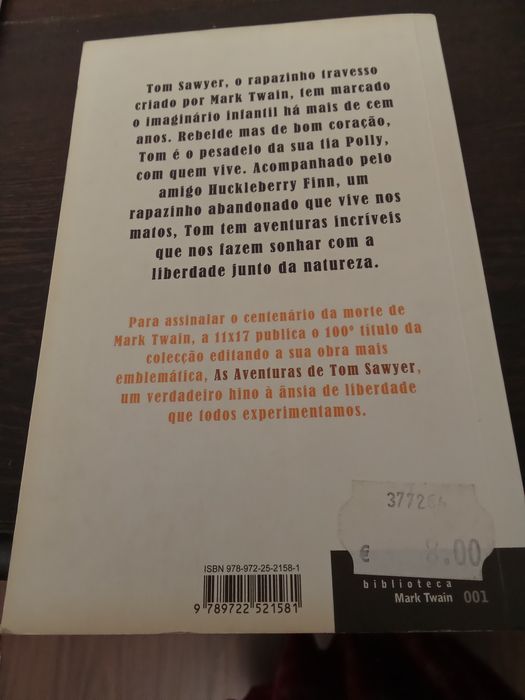 Tom Sawyer, o rapazinho travesso
criado por Mark Twain, tem marcado
o imaginário infantil há mais de cem
anos. Rebelde mas de bom coração,
Tom é o pesadelo da sua tia Polly,
com quem vive. Acompanhado pelo
amigo Huckleberry Finn, um
rapazinho abandonado que vive nos
matos, Tom tem aventuras incríveis
que nos fazem sonhar com a
liberdade junto da natureza.
Para assinalar o centenário da morte de
Mark Twain, a 11x17 publica o 100º título da
colecção editando a sua obra mais
emblemática, As Aventuras de Tom Sawyer,
um verdadeiro hino à ânsia de liberdade
que todos experimentamos.
377264
€ 8.00
ISBN 978-972-25-2158-1
9 789722 521581
biblioteca
Mark Twain 001